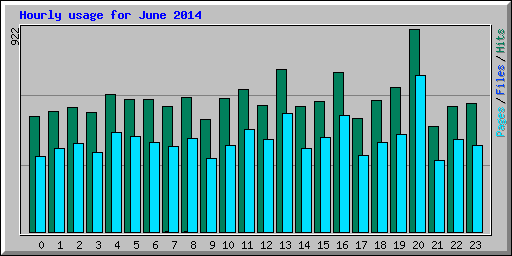 Hourly usage for June 2014
922
Pages/Files/Hits
0 1 2 3 4 5 6 7 8 9 10 11 12 13 14 15 16 17 18 19 20 21 22 23